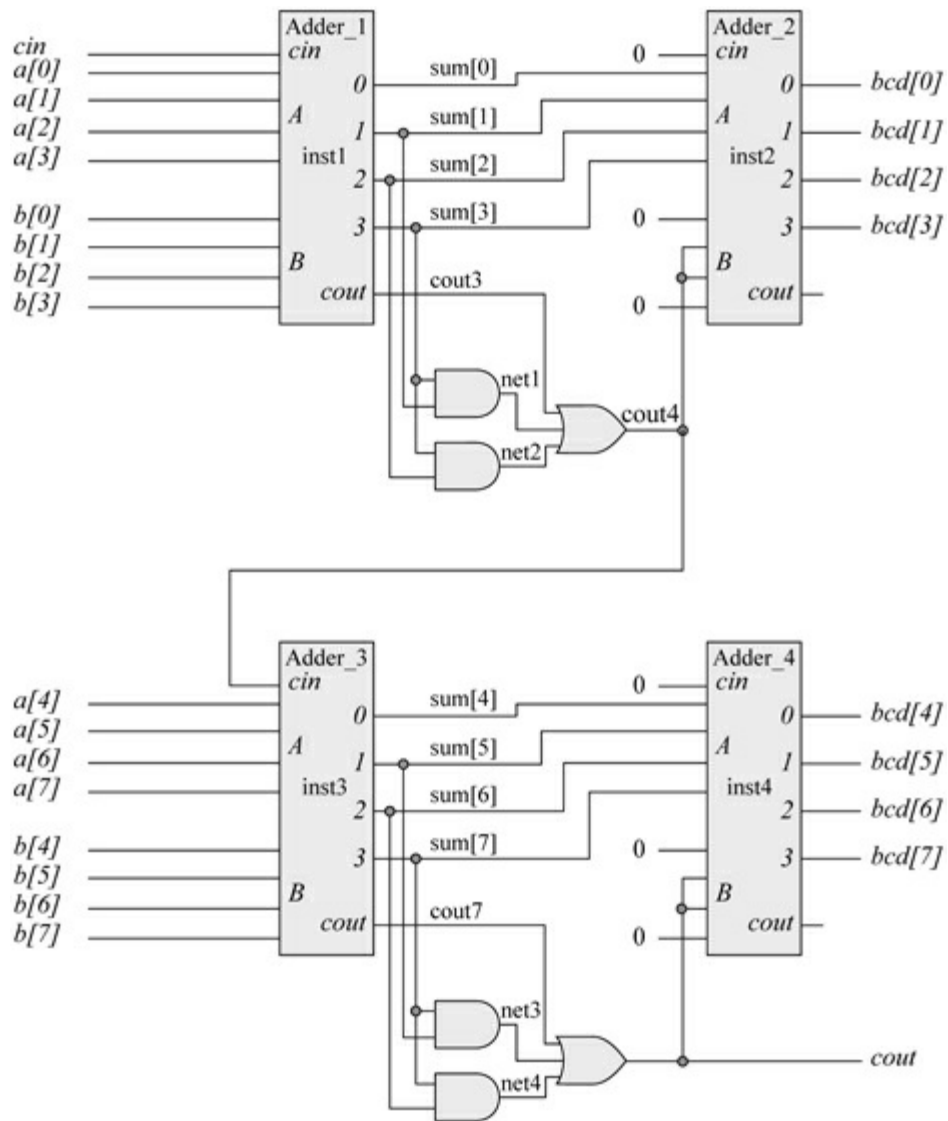 Adder_1
cin
a[0]
a[1]
a[2]
a[3]
b[0]
b[1]
b[2]
b[3]
cin
A
inst1
B
0
1
2
3
cout
sum[0]
sum[1]
sum[2]
sum[3]
cout3
net1
net2
cout4
0
0
0
Adder_2
cin
A
inst2
B
0
1
2
3
cout
bcd[0]
bcd[1]
bcd[2]
bcd[3]
Adder_3
cin
a[4]
a[5]
a[6]
a[7]
b[4]
b[5]
b[6]
b[7]
A
inst3
B
0
1
2
3
cout
sum[4]
sum[5]
sum[6]
sum[7]
cout7
net3
net4
0
0
0
Adder_4
cin
A
inst4
B
0
1
2
3
cout
bcd[4]
bcd[5]
bcd[6]
bcd[7]
cout